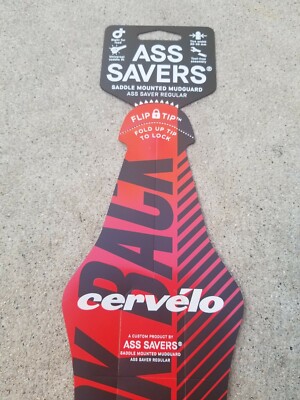 ASS
SAVERS®
SADDLE MOUNTED MUDGUARD
ASS SAVER REGULAR
FLIP TIP™
FOLD UP TIP
TO LOCK
BACK
cervélo
A CUSTOM PRODUCT BY
ASS SAVERS®
SADDLE MOUNTED MUDGUARD
ASS SAVER REGULAR